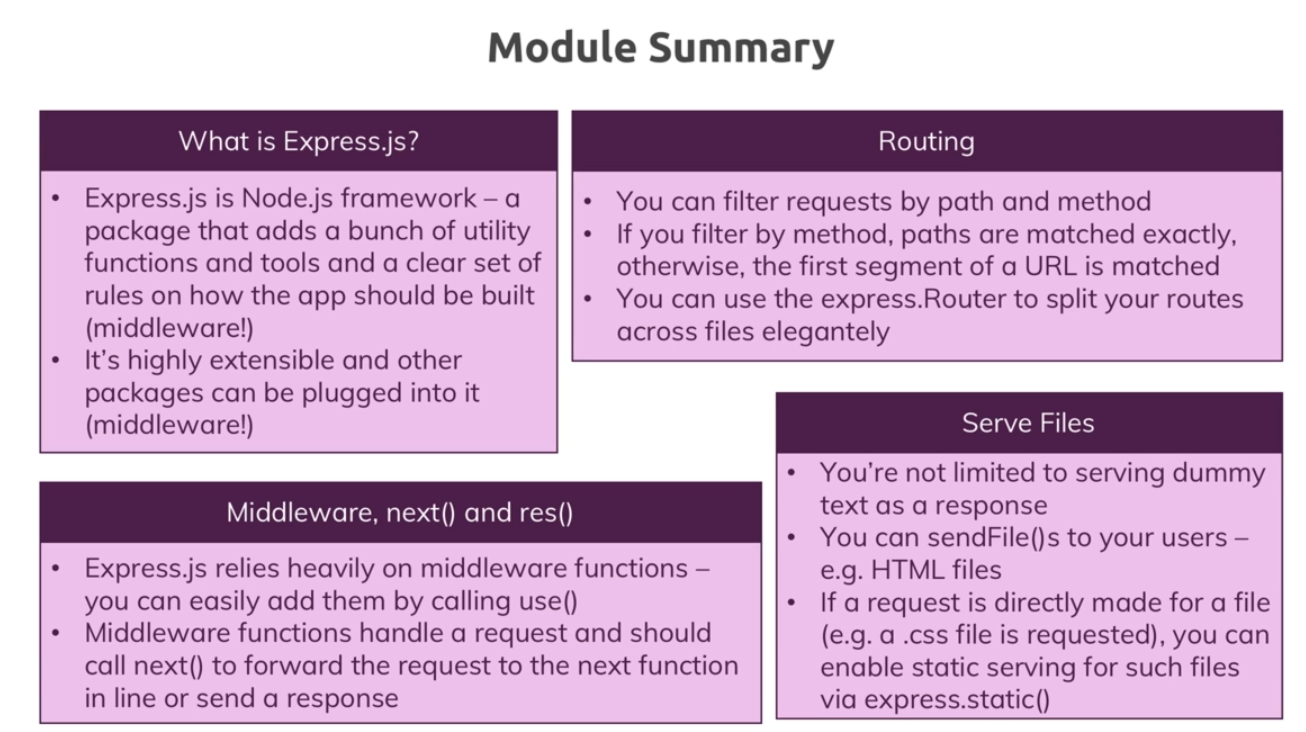 Module Summary
What is Express.js?
• Express.js is Node.js framework – a
package that adds a bunch of utility
functions and tools and a clear set of
rules on how the app should be built
(middleware!)
• It’s highly extensible and other
packages can be plugged into it
(middleware!)
Routing
• You can filter requests by path and method
• If you filter by method, paths are matched exactly,
otherwise, the first segment of a URL is matched
• You can use the express.Router to split your routes
across files elegantely
Middleware, next() and res()
• Express.js relies heavily on middleware functions –
you can easily add them by calling use()
• Middleware functions handle a request and should
call next() to forward the request to the next function
in line or send a response
Serve Files
• You’re not limited to serving dummy
text as a response
• You can sendFile()s to your users –
e.g. HTML files
• If a request is directly made for a file
(e.g. a .css file is requested), you can
enable static serving for such files
via express.static()